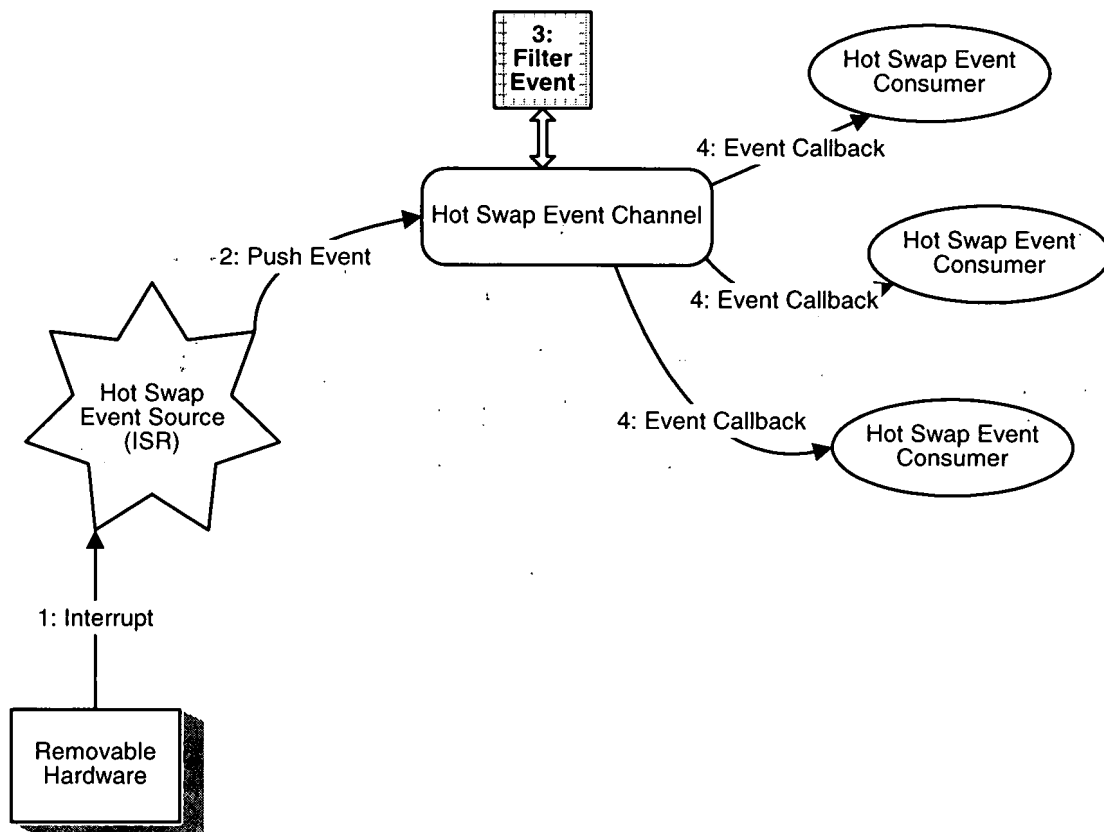 3:
Filter
Event
Hot Swap Event
Consumer
4: Event Callback
Hot Swap Event Channel
2: Push Event
Hot Swap Event
Consumer
4: Event Callback
Hot Swap
Event Source
(ISR)
4: Event Callback
Hot Swap Event
Consumer
1: Interrupt
Removable
Hardware